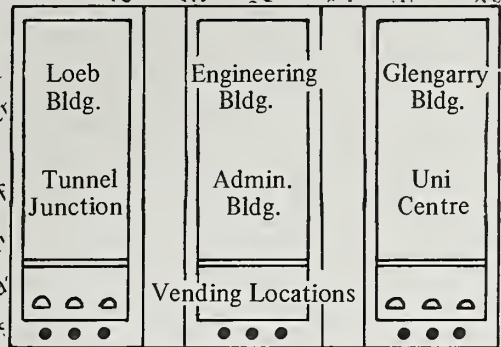 Loeb
Bldg.
Tunnel
Junction
Engineering
Bldg.
Admin.
Bldg.
Glengarry
Bldg.
Uni
Centre
Vending Locations